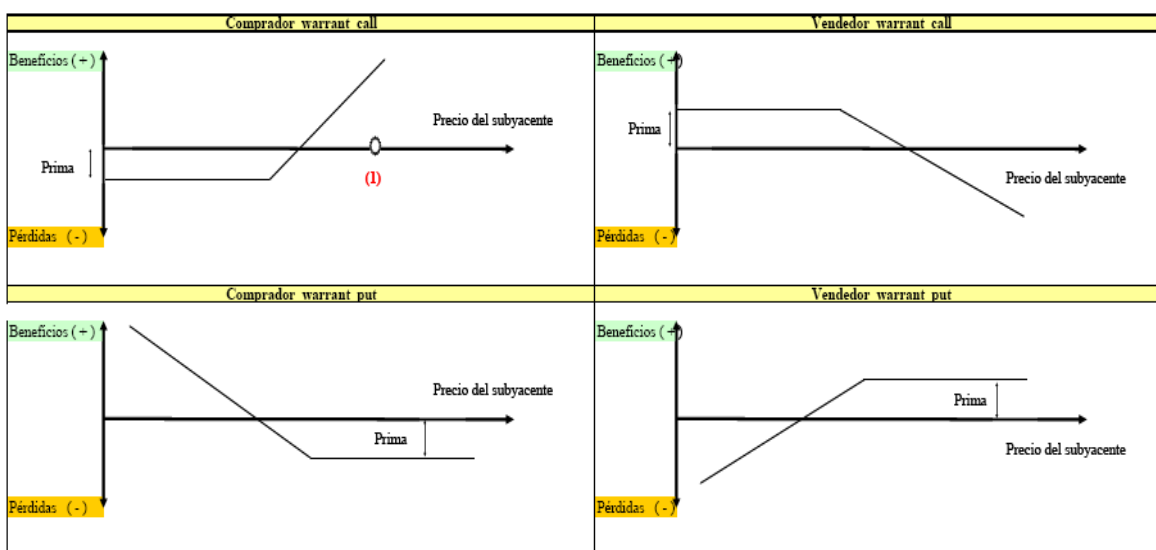 Comprador warrant call
Vendedor warrant call
Beneficios ( + )
Precio del subyacente
Prima
(1)
Pérdidas ( - )
Beneficios ( + )
Prima
Precio del subyacente
Pérdidas ( - )
Comprador warrant put
Vendedor warrant put
Beneficios ( + )
Precio del subyacente
Prima
Pérdidas ( - )
Beneficios ( + )
Prima
Precio del subyacente
Pérdidas ( - )